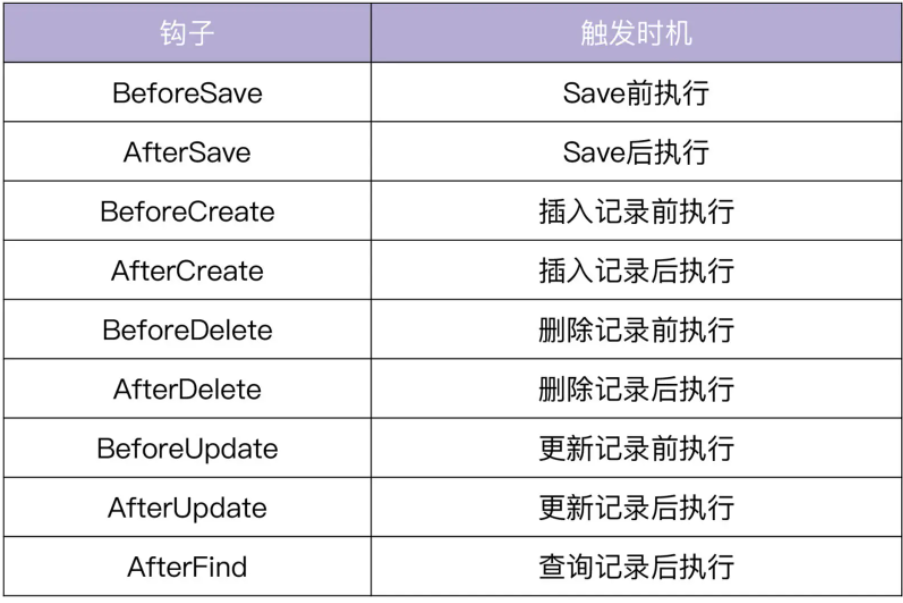 钩子 触发时机
BeforeSave Save前执行
AfterSave Save后执行
BeforeCreate 插入记录前执行
AfterCreate 插入记录后执行
BeforeDelete 删除记录前执行
AfterDelete 删除记录后执行
BeforeUpdate 更新记录前执行
AfterUpdate 更新记录后执行
AfterFind 查询记录后执行